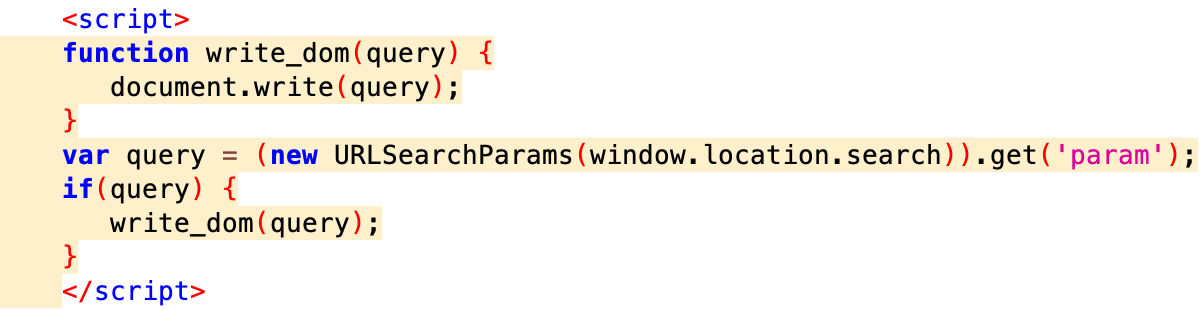 <script>
function write_dom(query) {
   document.write(query);
}
var query = (new URLSearchParams(window.location.search)).get('param');
if(query) {
   write_dom(query);
}
</script>